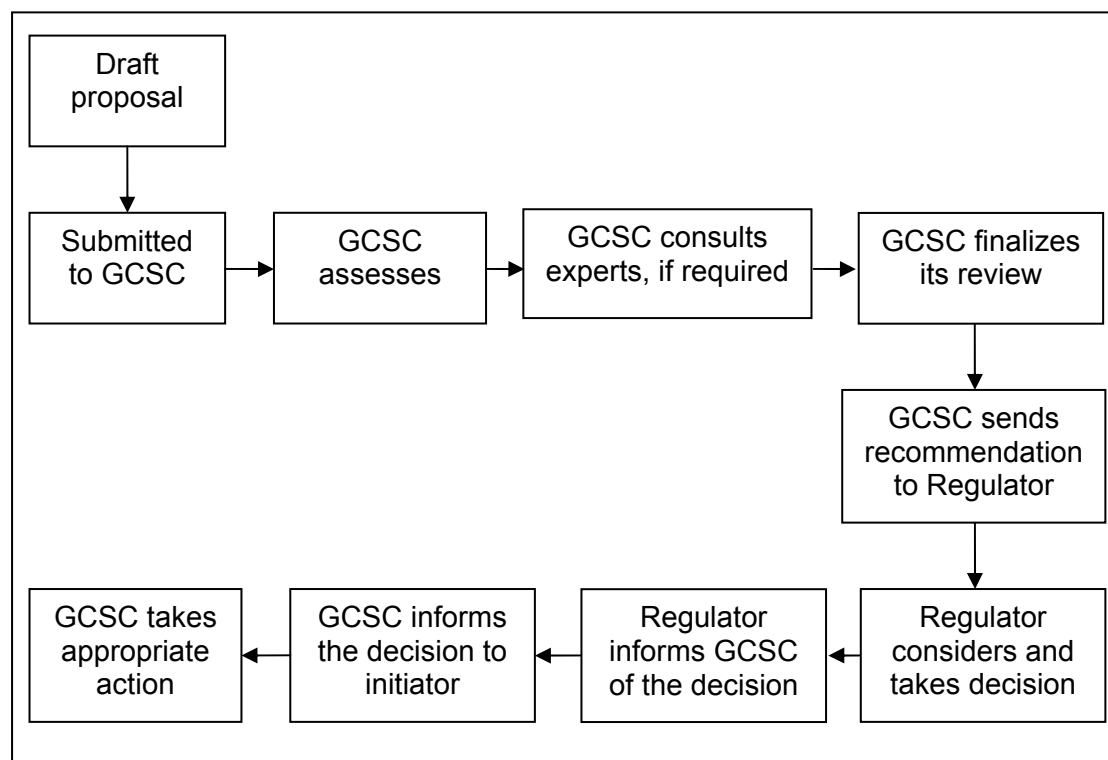 Draft
proposal
Submitted
to GCSC
GCSC
assesses
GCSC consults
experts, if required
GCSC finalizes
its review
GCSC sends
recommendation
to Regulator
Regulator
considers and
takes decision
Regulator
informs GCSC
of the decision
GCSC informs
the decision to
initiator
GCSC takes
appropriate
action